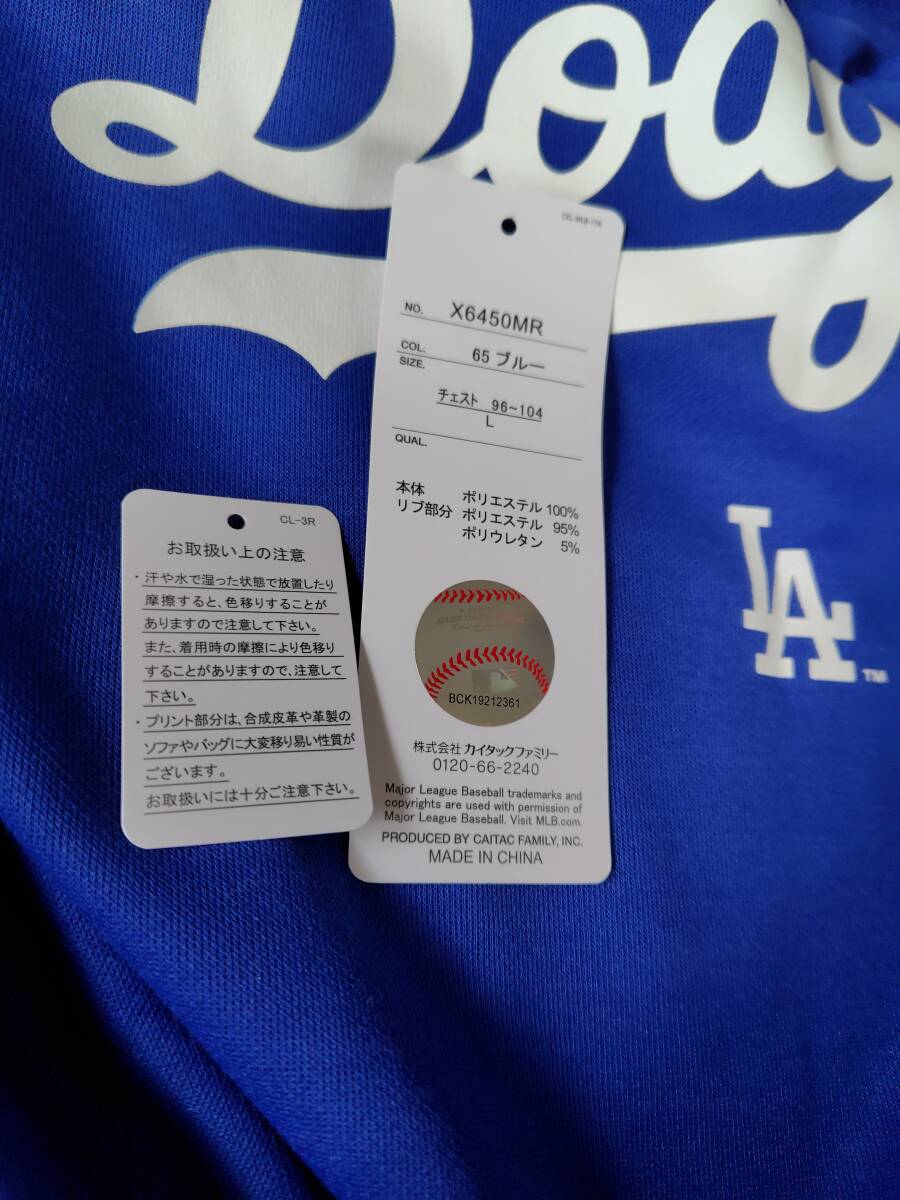 Dodg
LA
TM
NO. X6450MR
COL. 65 ブルー
SIZE.
チェスト 96~104
L
QUAL.
本体 ポリエステル 100%
リブ部分 ポリエステル 95%
ポリウレタン 5%
BCK19212361
株式会社 カイタックファミリー
0120-66-2240
Major League Baseball trademarks and
copyrights are used with permission of
Major League Baseball. Visit MLB.com.
PRODUCED BY CAITAC FAMILY, INC.
MADE IN CHINA
CL-3R
お取扱い上の注意
・汗や水で湿った状態で放置したり
摩擦すると、色移りすることが
ありますので注意して下さい。
また、着用時の摩擦により色移り
することがありますので、注意して
下さい。
・プリント部分は、合成皮革や革製の
ソファやバッグに大変移り易い性質が
ございます。
お取扱いには十分ご注意下さい。